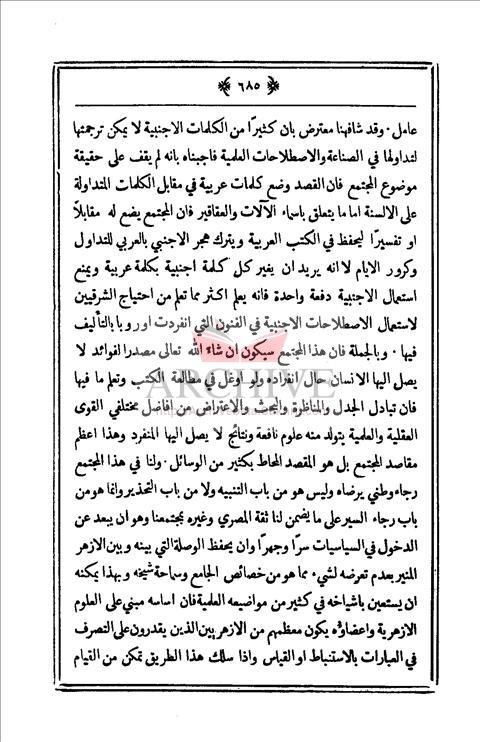 ٦٨٥
عامل . وقد شافهنا معترض بان كثيرًا من الكلمات الاجنبية لا يمكن ترجمتها
لتداولها في الصناعة والاصطلاحات العلمية فاجبناه بانه لم يقف على حقيقة
موضوع المجتمع فان القصد وضع كلمات عربية في مقابل الكلمات المتداولة
على الالسنة اما ما يتعلق باسماء الآلات والعقاقير فان المجتمع يضع له مقابلاً
او تفسيرًا ليحفظ في الكتب العربية ويترك هجر الاجنبي بالعربي للتداول
وكرور الايام لا انه يريد ان يغير كل كلمة اجنبية بكلمة عربية ويمنع
استعمال الاجنبية دفعة واحدة فانه يعلم اكثر مما تعلم من احتياج الشرقيين
لاستعمال الاصطلاحات الاجنبية في الفنون التي انفردت اوروبا بالتأليف
فيها . وبالجملة فان هذا المجتمع سيكون ان شاء الله تعالى مصدرا لفوائد لا
يصل اليها الانسان حال انفراده ولو اوغل في مطالعة الكتب وتعلم ما فيها
فان تبادل الجدل والمناظرة والبحث والاعتراض من افاضل مختلفي القوى
العقلية والعلمية يتولد منه علوم نافعة ونتائج لا يصل اليها المنفرد وهذا اعظم
مقاصد المجتمع بل هو المقصد المحاط بكثير من الوسائل . ولنا في هذا المجتمع
رجاء وطني يرضاه وليس هو من باب التنبيه ولا من باب التحذير وانما هو من
باب رجاء السير على ما يضمن لنا ثقة المصري وغيره بمجتمعنا وهو ان يبعد عن
الدخول في السياسيات سرًّا وجهرًا وان يحفظ الوصلة التي بينه وبين الازهر
المنير بعدم تعرضه لشيء مما هو من خصائص الجامع وسماحة شيخه وبهذا يمكنه
ان يستعين باشياخه في كثير من مواضيعه العلمية فان اساسه مبني على العلوم
الازهرية واعضاؤه يكون معظمهم من الازهريين الذين يقدرون على التصرف
في العبارات بالاستنباط او القياس واذا سلك هذا الطريق تمكن من القيام
ARCHIVE